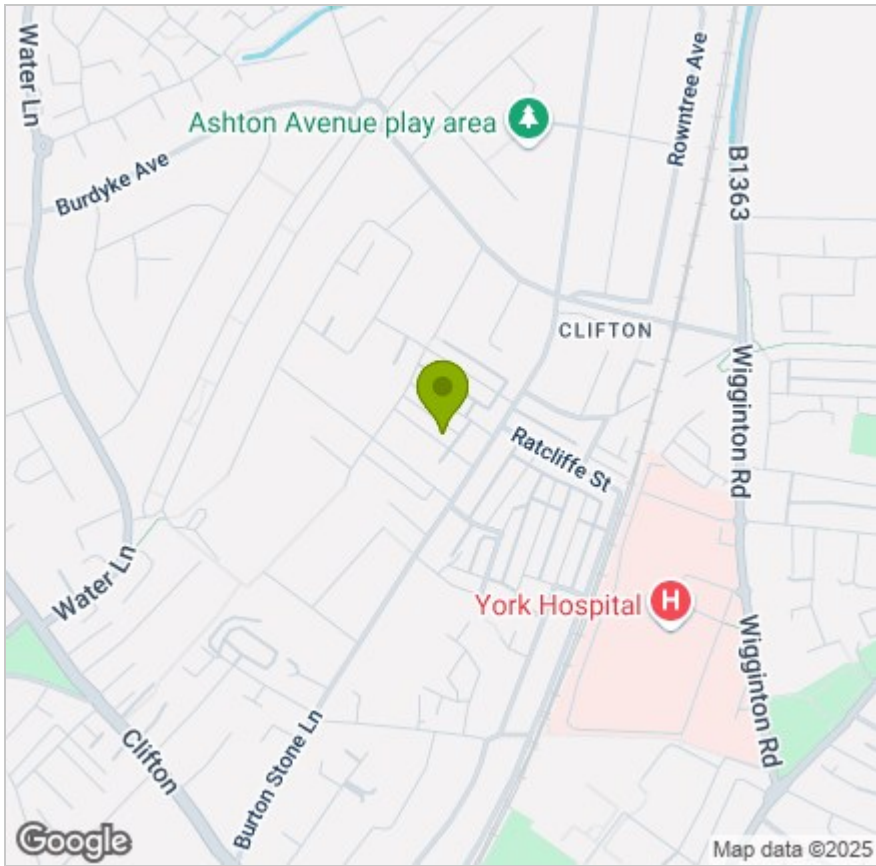 Water Ln
Rowntree Ave
Ashton Avenue play area
B1363
Burdyke Ave
CLIFTON
Wigginton Rd
Ratcliffe St
Water Ln
York Hospital
H
Wigginton Rd
Clifton
Burton Stone Ln
Google
Map data ©2025